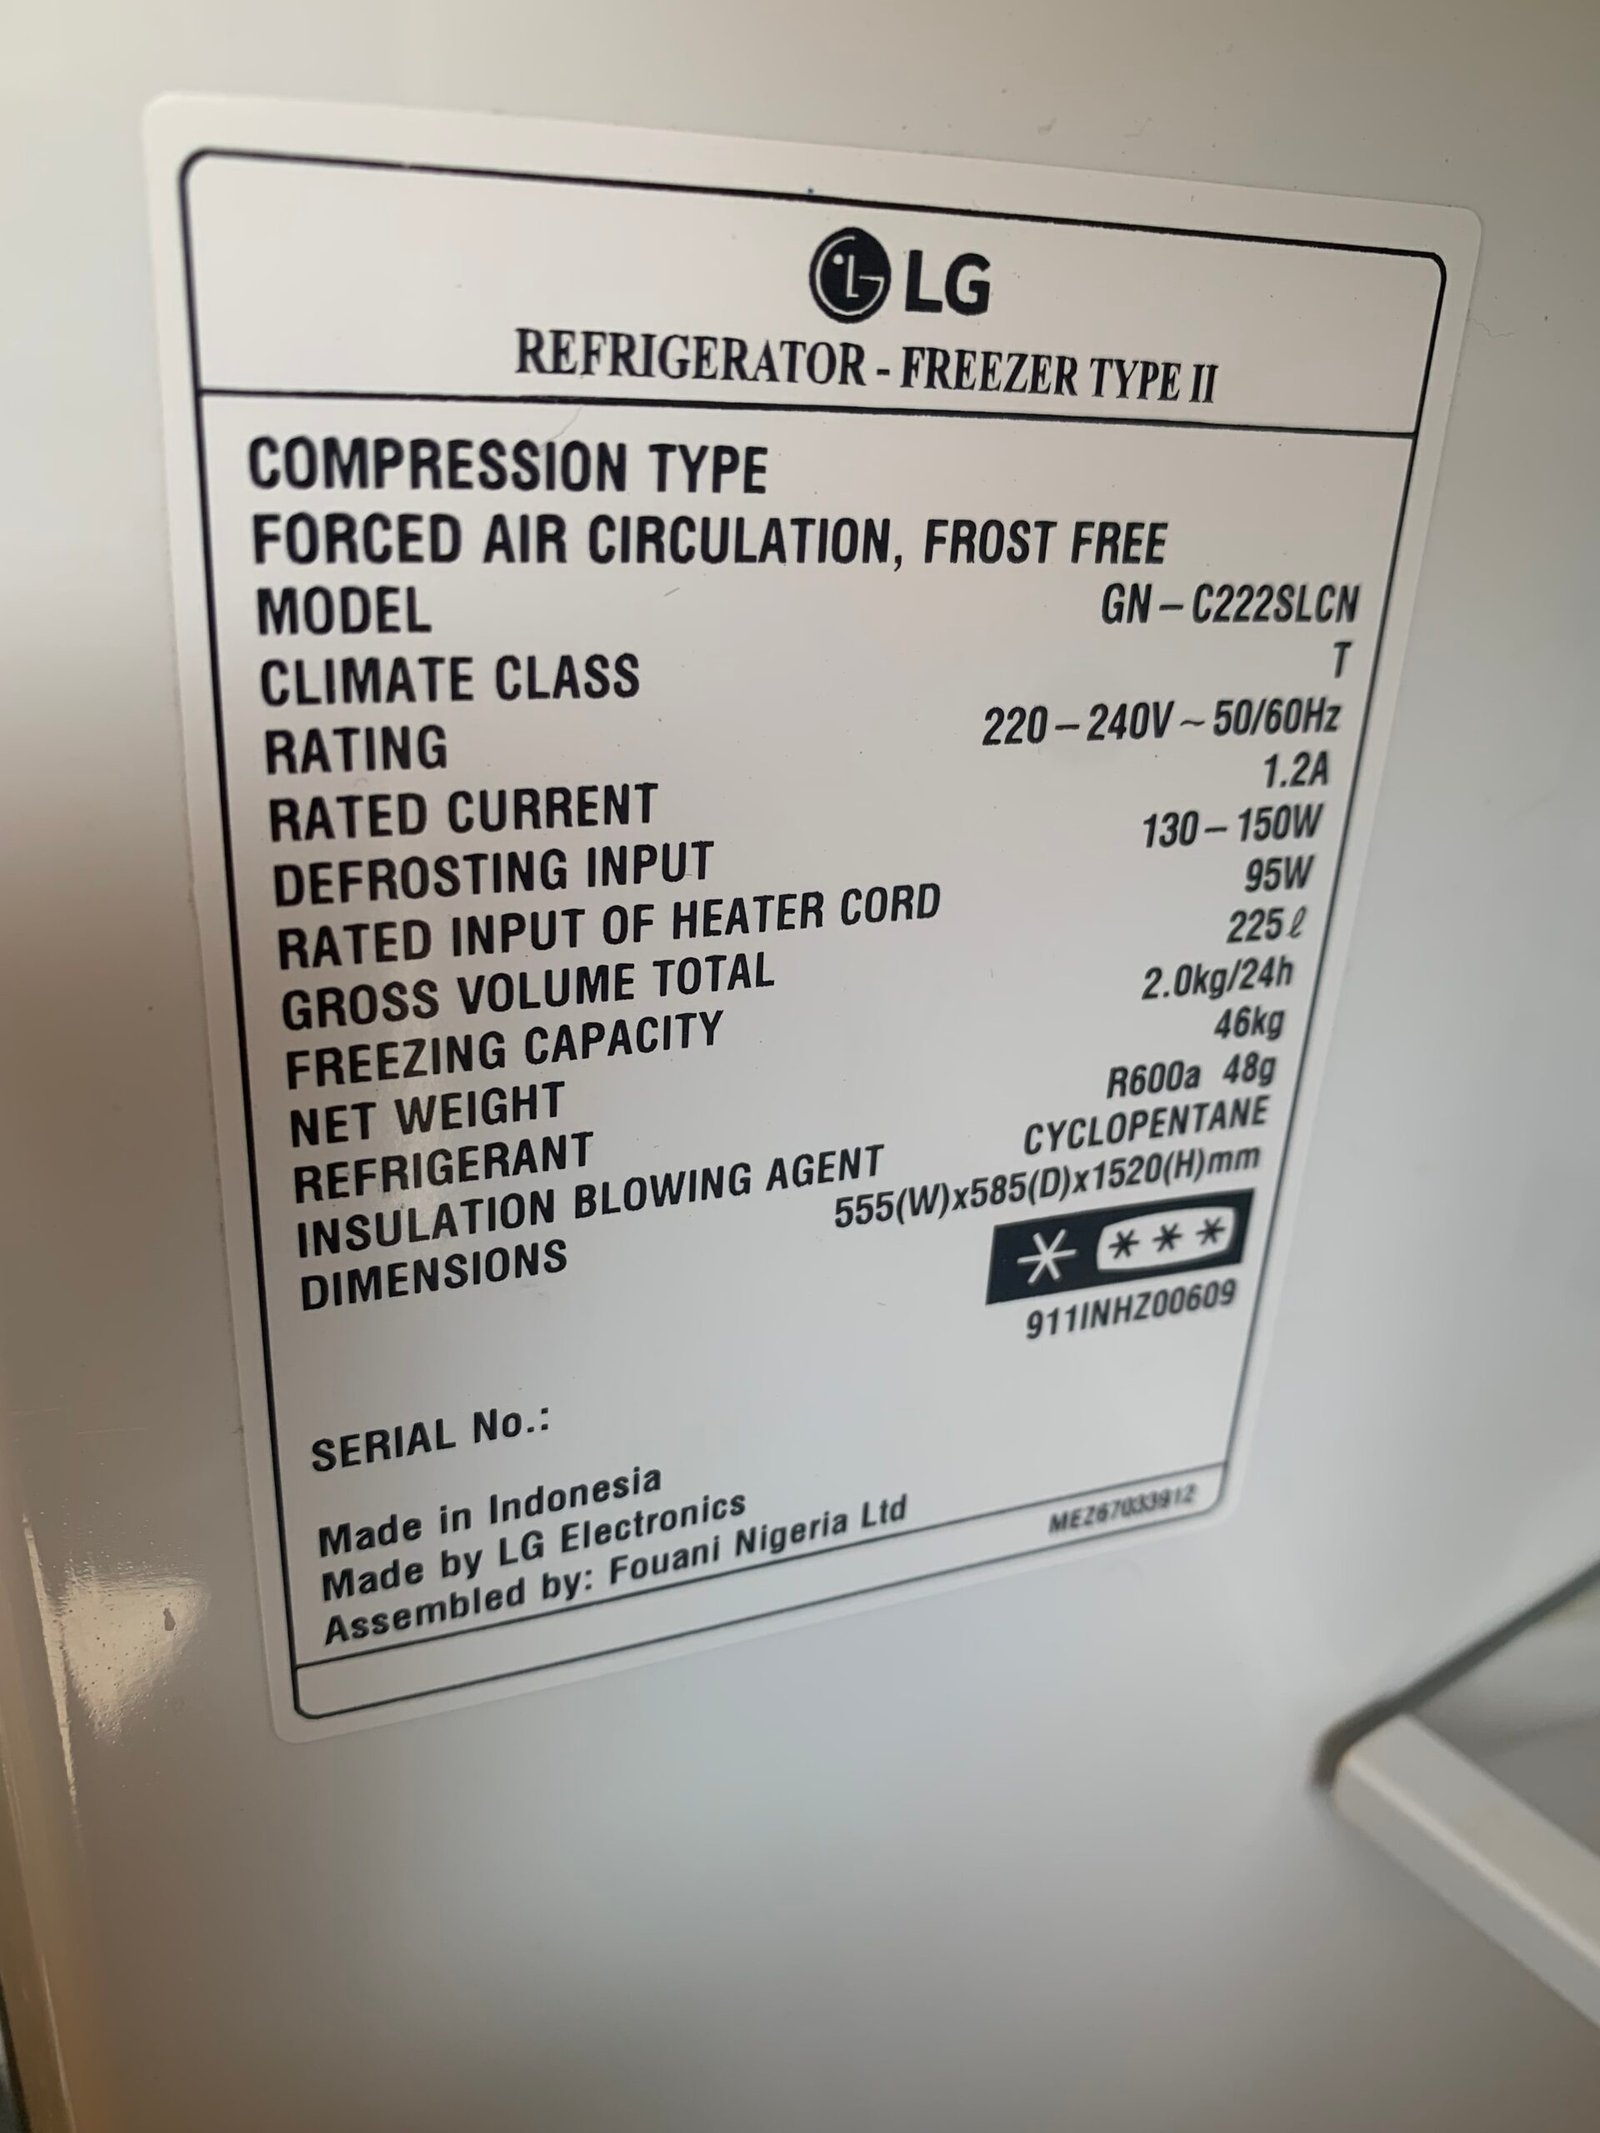 LG
REFRIGERATOR - FREEZER TYPE II
COMPRESSION TYPE
FORCED AIR CIRCULATION, FROST FREE
MODEL GN – C222SLCN
CLIMATE CLASS T
RATING 220 – 240V ~ 50/60Hz
RATED CURRENT 1.2A
DEFROSTING INPUT 130 – 150W
RATED INPUT OF HEATER CORD 95W
GROSS VOLUME TOTAL 225 ℓ
FREEZING CAPACITY 2.0kg/24h
NET WEIGHT 46kg
REFRIGERANT R600a 48g
INSULATION BLOWING AGENT CYCLOPENTANE
DIMENSIONS 555(W)x585(D)x1520(H)mm
* ***
911INHZ00609
SERIAL No.:
Made in Indonesia
Made by LG Electronics
Assembled by: Fouani Nigeria Ltd
MEZ67033912